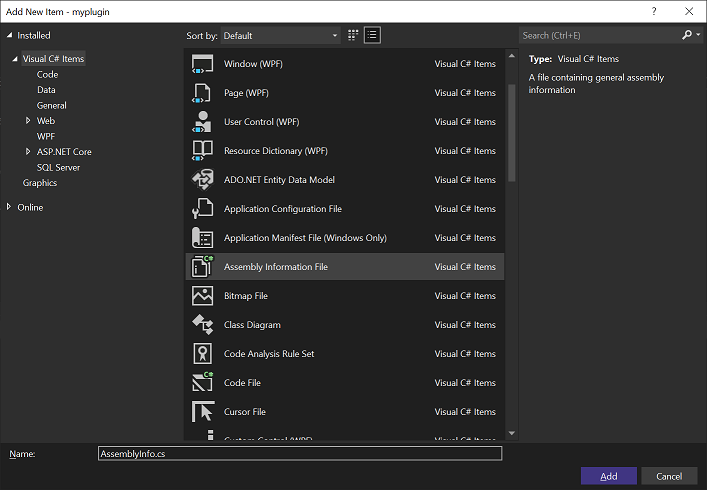 Add New Item - myplugin
? ×
Installed
Visual C# Items
Code
Data
General
Web
WPF
ASP.NET Core
SQL Server
Graphics
Online
Sort by: Default
Window (WPF) Visual C# Items
Page (WPF) Visual C# Items
User Control (WPF) Visual C# Items
Resource Dictionary (WPF) Visual C# Items
ADO.NET Entity Data Model Visual C# Items
Application Configuration File Visual C# Items
Application Manifest File (Windows Only) Visual C# Items
C# Assembly Information File Visual C# Items
Bitmap File Visual C# Items
Class Diagram Visual C# Items
Code Analysis Rule Set Visual C# Items
C# Code File Visual C# Items
Cursor File Visual C# Items
Custom Control (WPF) Visual C# Items
Search (Ctrl+E)
Type: Visual C# Items
A file containing general assembly
information
Name: AssemblyInfo.cs
Add Cancel